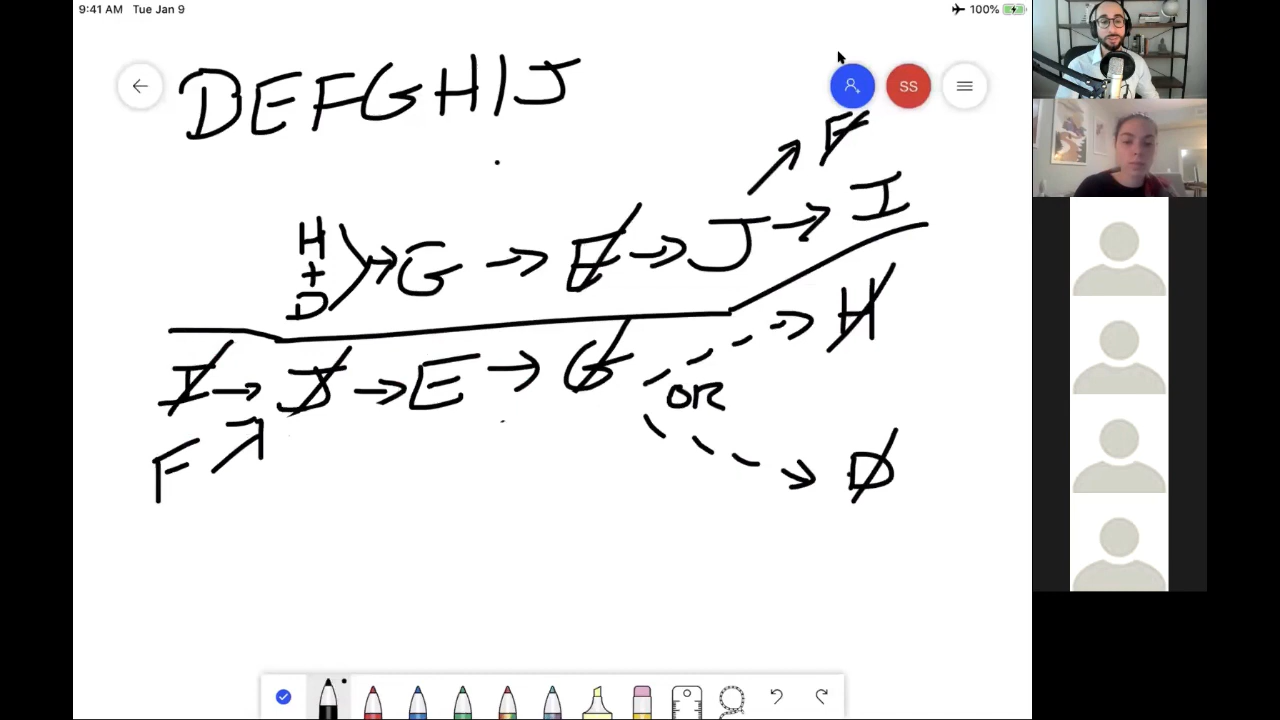 9:41 AM Tue Jan 9
100%
DEFGHIJ
SS
F
H + D → G → E → J → I
I → J → E → G
OR
H
F
D